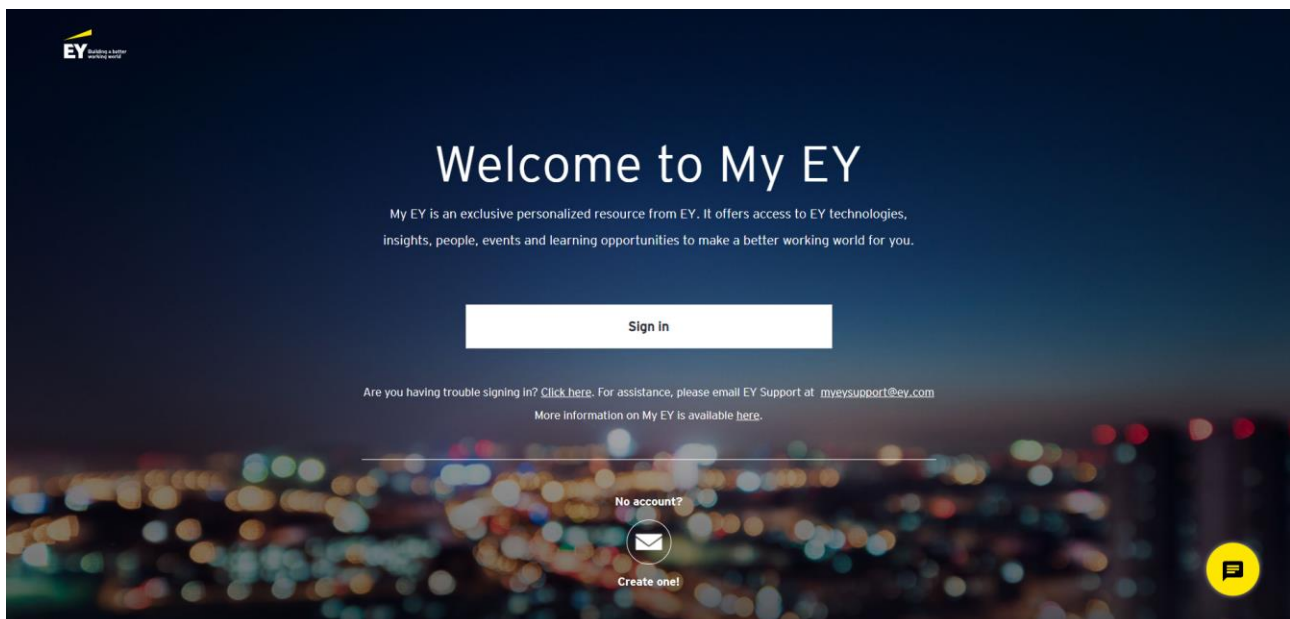 EY Building a better
working world
Welcome to My EY
My EY is an exclusive personalized resource from EY. It offers access to EY technologies,
insights, people, events and learning opportunities to make a better working world for you.
Sign in
Are you having trouble signing in? Click here. For assistance, please email EY Support at myeysupport@ey.com
More information on My EY is available here.
No account?
Create one!